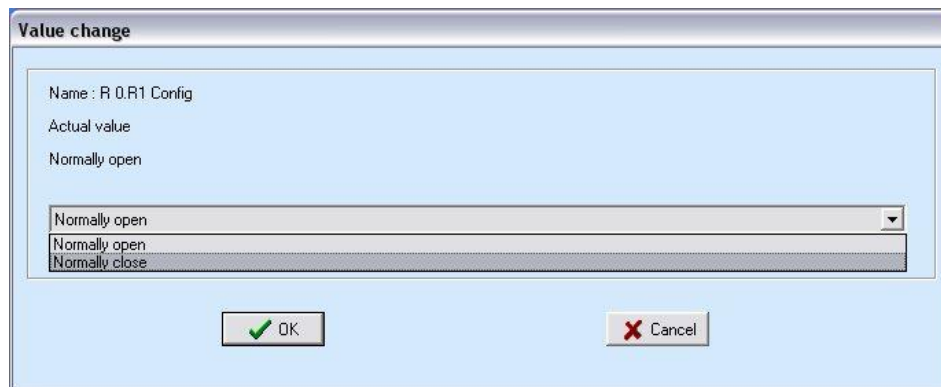 Value change
Name : R 0.R1 Config
Actual value
Normally open
Normally open
Normally open
Normally close
OK
Cancel